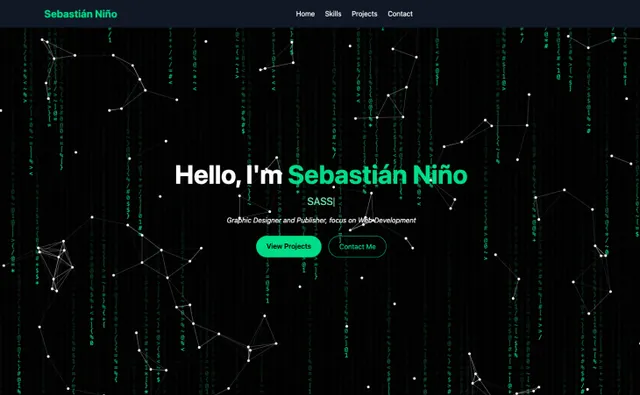 Sebastián Niño
Home Skills Projects Contact
Hello, I'm Sebastián Niño
SASS|
Graphic Designer and Publisher, focus on Web Development
View Projects
Contact Me